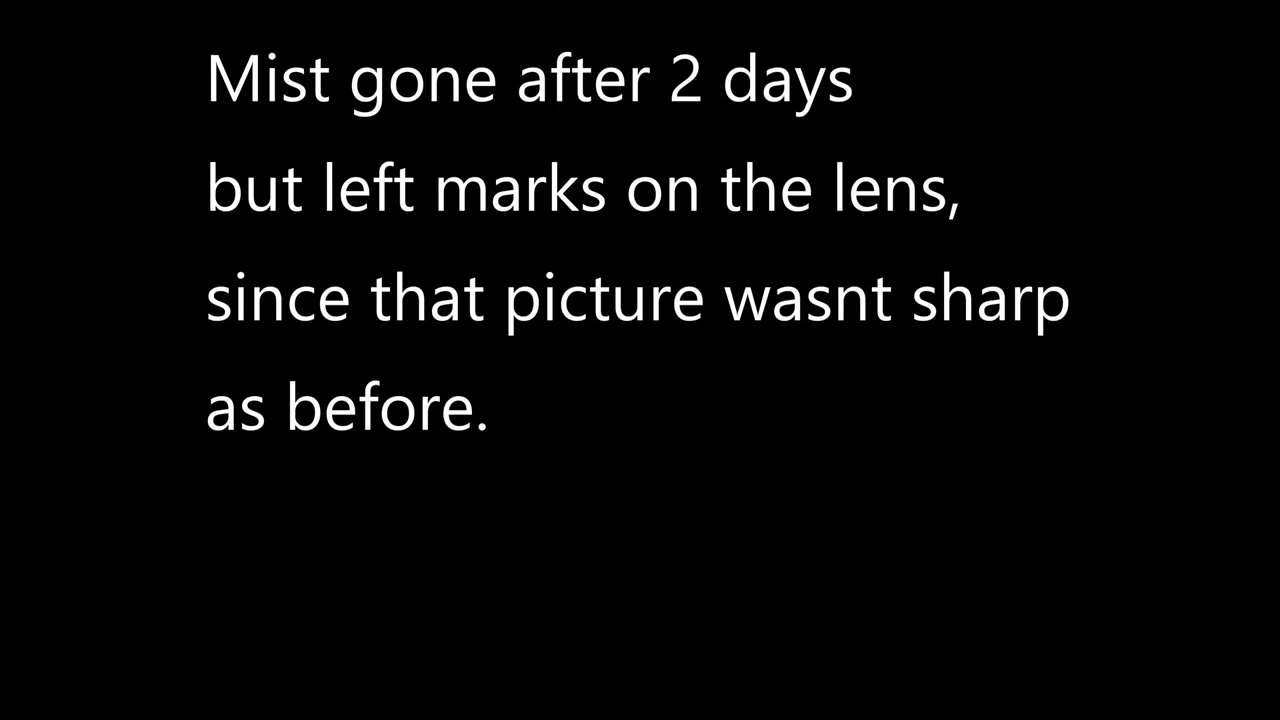 Mist gone after 2 days
but left marks on the lens,
since that picture wasnt sharp
as before.